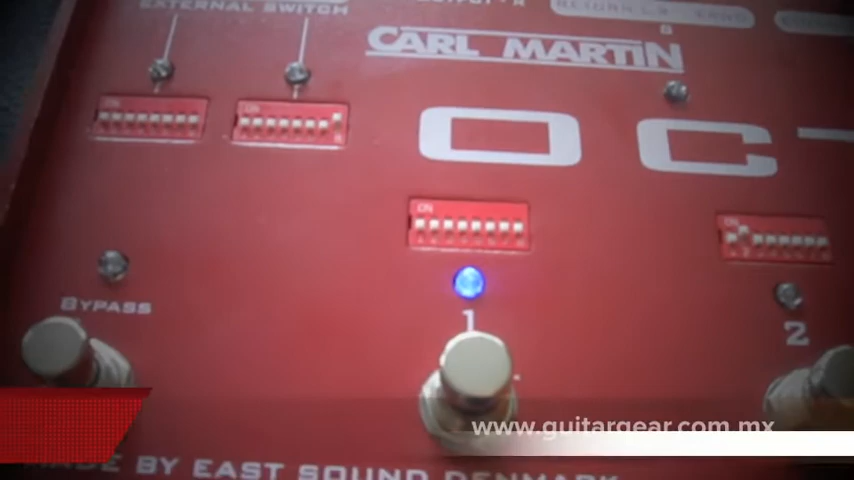 EXTERNAL SWITCH
CARL MARTIN
OC
ON
ON
ON
ON
BYPASS
1
2
www.guitargear.com.mx
MADE BY EAST SOUND DENMARK